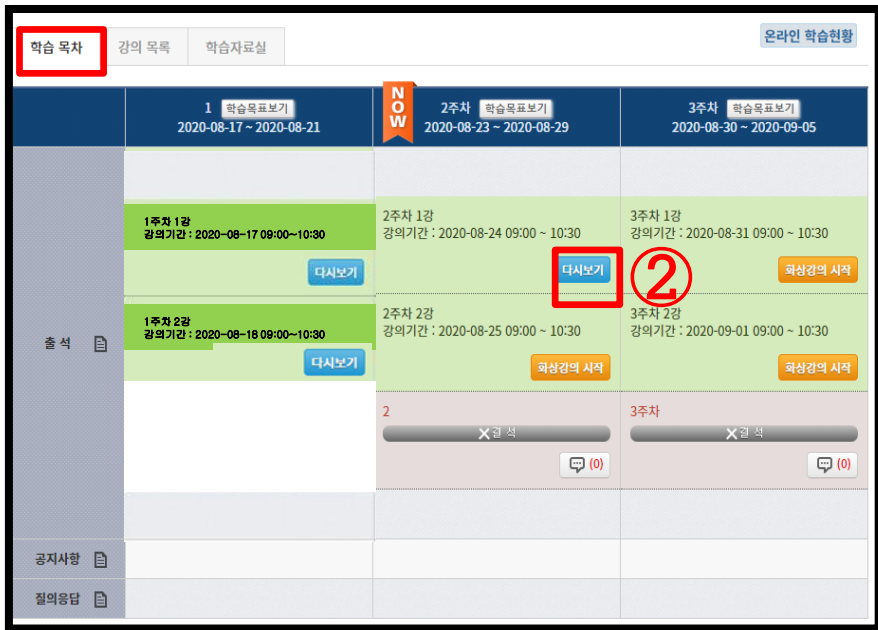 학습 목차
강의 목록
학습자료실
온라인 학습현황
1 학습목표보기
2020-08-17 ~ 2020-08-21
NOW
2주차 학습목표보기
2020-08-23 ~ 2020-08-29
3주차 학습목표보기
2020-08-30 ~ 2020-09-05
출 석
1주차 1강
강의기간 : 2020-08-17 09:00~10:30
다시보기
2주차 1강
강의기간 : 2020-08-24 09:00 ~ 10:30
다시보기
②
3주차 1강
강의기간 : 2020-08-31 09:00 ~ 10:30
화상강의 시작
1주차 2강
강의기간 : 2020-08-18 09:00~10:30
다시보기
2주차 2강
강의기간 : 2020-08-25 09:00 ~ 10:30
화상강의 시작
3주차 2강
강의기간 : 2020-09-01 09:00 ~ 10:30
화상강의 시작
2
X결 석
(0)
3주차
X결 석
(0)
공지사항
질의응답